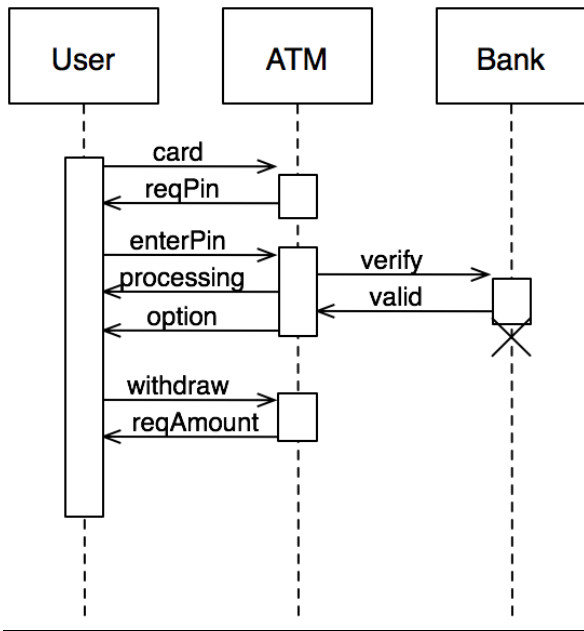 User
ATM
Bank
card
reqPin
enterPin
verify
processing
valid
option
withdraw
reqAmount